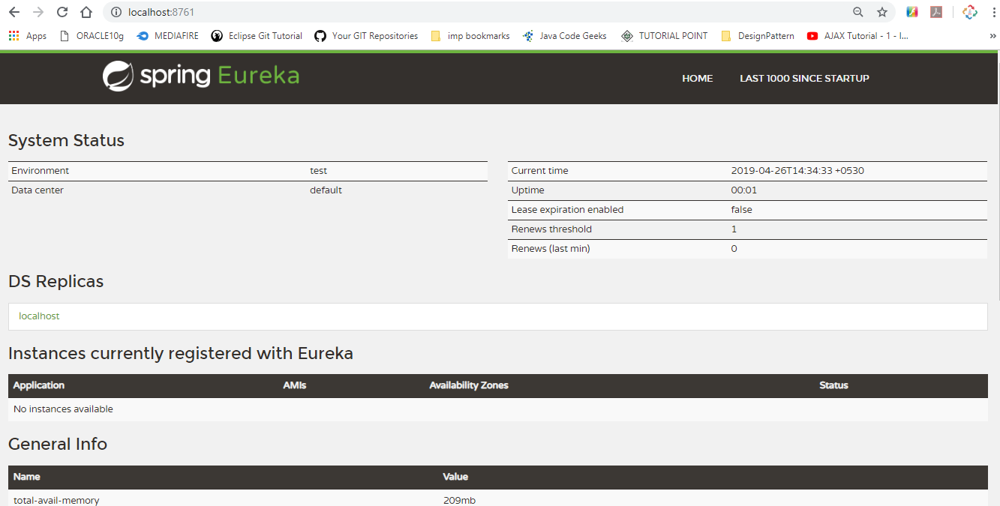 localhost:8761
Apps ORACLE10g MEDIAFIRE Eclipse Git Tutorial Your GIT Repositories imp bookmarks Java Code Geeks TUTORIAL POINT DesignPattern AJAX Tutorial - 1 - I... »
spring Eureka HOME LAST 1000 SINCE STARTUP
System Status
Environment test
Data center default
Current time 2019-04-26T14:34:33 +0530
Uptime 00:01
Lease expiration enabled false
Renews threshold 1
Renews (last min) 0
DS Replicas
localhost
Instances currently registered with Eureka
Application AMIs Availability Zones Status
No instances available
General Info
Name Value
total-avail-memory 209mb